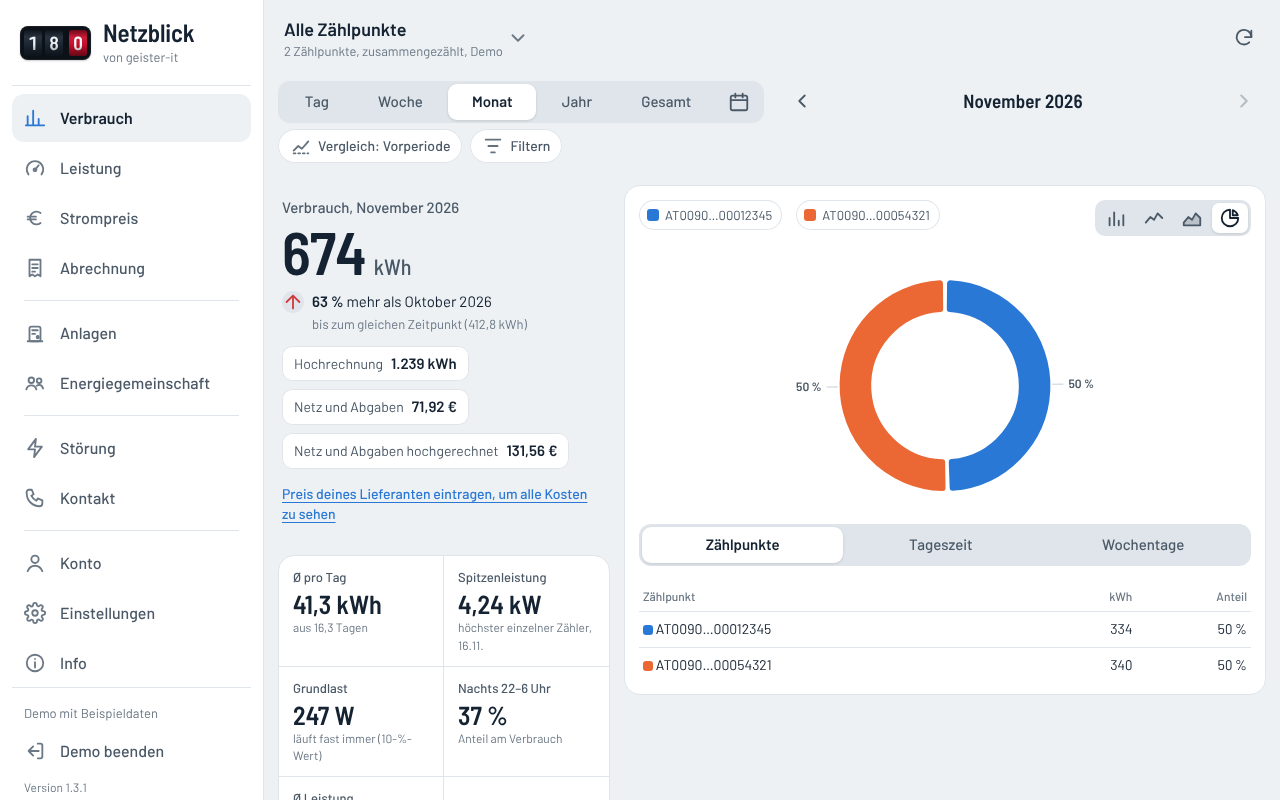 180
Netzblick
von geister-it
Verbrauch
Leistung
Strompreis
Abrechnung
Anlagen
Energiegemeinschaft
Störung
Kontakt
Konto
Einstellungen
Info
Demo mit Beispieldaten
Demo beenden
Version 1.3.1
Alle Zählpunkte
2 Zählpunkte, zusammengezählt, Demo
Tag Woche Monat Jahr Gesamt
November 2026
Vergleich: Vorperiode Filtern
Verbrauch, November 2026
674 kWh
63 % mehr als Oktober 2026
bis zum gleichen Zeitpunkt (412,8 kWh)
Hochrechnung 1.239 kWh
Netz und Abgaben 71,92 €
Netz und Abgaben hochgerechnet 131,56 €
Preis deines Lieferanten eintragen, um alle Kosten
zu sehen
Ø pro Tag
41,3 kWh
aus 16,3 Tagen
Spitzenleistung
4,24 kW
höchster einzelner Zähler,
16.11.
Grundlast
247 W
läuft fast immer (10-%-
Wert)
Nachts 22–6 Uhr
37 %
Anteil am Verbrauch
Ø Leistung
AT0090…00012345 AT0090…00054321
50 % 50 %
Zählpunkte Tageszeit Wochentage
Zählpunkt kWh Anteil
AT0090…00012345 334 50 %
AT0090…00054321 340 50 %